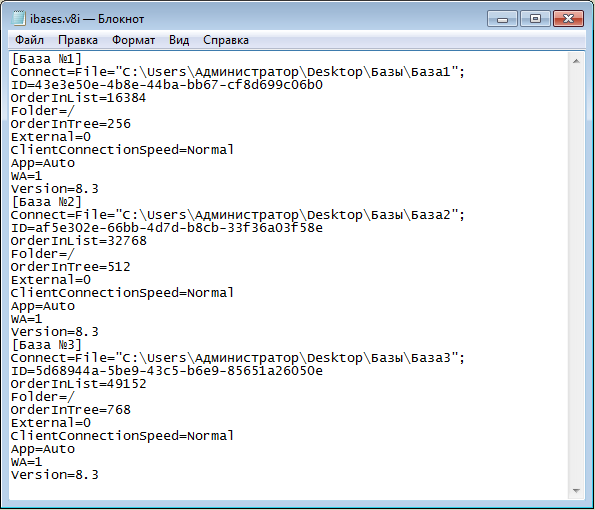 ibases.v8i — Блокнот
Файл Правка Формат Вид Справка
[База №1]
Connect=File="C:\Users\Администратор\Desktop\Базы\База1";
ID=43e3e50e-4b8e-44ba-bb67-cf8d699c06b0
OrderInList=16384
Folder=/
OrderInTree=256
External=0
ClientConnectionSpeed=Normal
App=Auto
WA=1
Version=8.3
[База №2]
Connect=File="C:\Users\Администратор\Desktop\Базы\База2";
ID=af5e302e-66bb-4d7d-b8cb-33f36a03f58e
OrderInList=32768
Folder=/
OrderInTree=512
External=0
ClientConnectionSpeed=Normal
App=Auto
WA=1
Version=8.3
[База №3]
Connect=File="C:\Users\Администратор\Desktop\Базы\База3";
ID=5d68944a-5be9-43c5-b6e9-85651a26050e
OrderInList=49152
Folder=/
OrderInTree=768
External=0
ClientConnectionSpeed=Normal
App=Auto
WA=1
Version=8.3